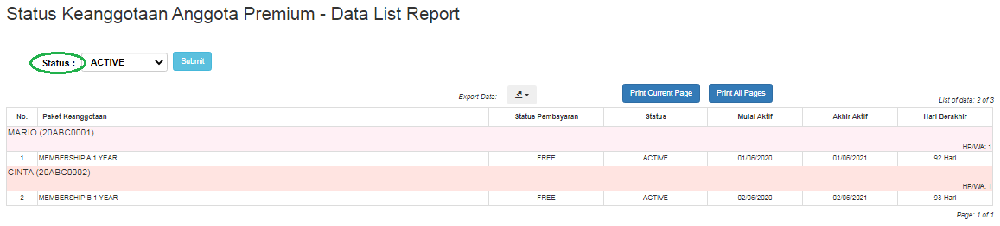 Status Keanggotaan Anggota Premium - Data List Report
Status : ACTIVE Submit
Export Data: Print Current Page Print All Pages List of data: 2 of 3
No. Paket Keanggotaan Status Pembayaran Status Mulai Aktif Akhir Aktif Hari Berakhir
MARIO (20ABC0001)
HP/WA: 1
1 MEMBERSHIP A 1 YEAR FREE ACTIVE 01/06/2020 01/06/2021 92 Hari
CINTA (20ABC0002)
HP/WA: 1
2 MEMBERSHIP B 1 YEAR FREE ACTIVE 02/06/2020 02/06/2021 93 Hari
Page: 1 of 1